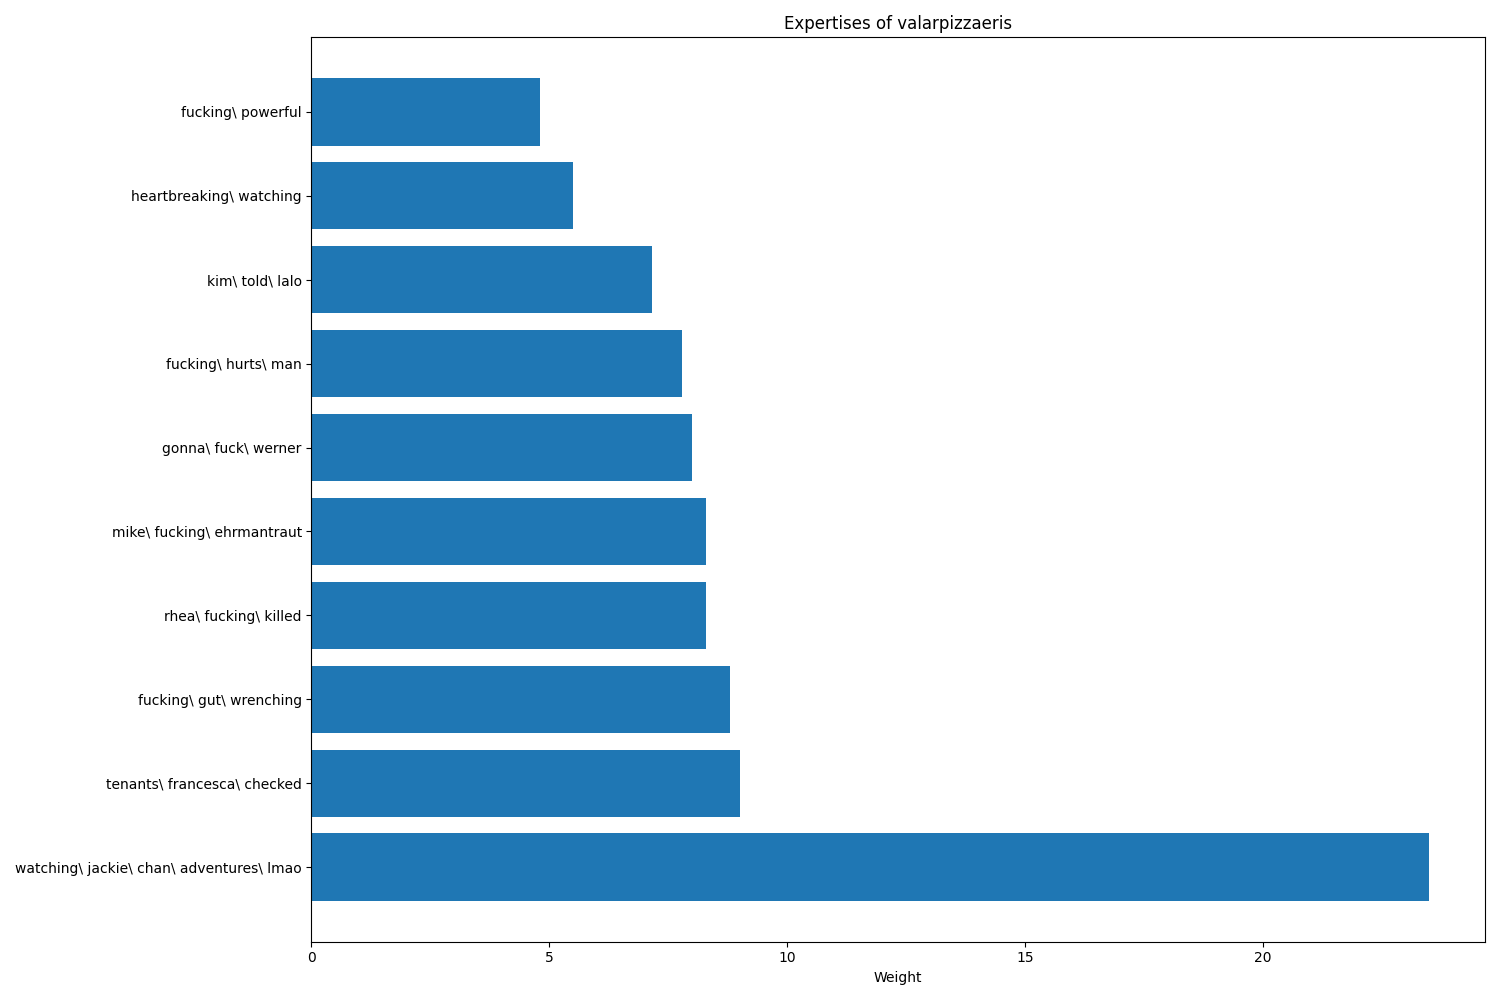 Expertises of valarpizzaeris
fucking\ powerful
heartbreaking\ watching
kim\ told\ lalo
fucking\ hurts\ man
gonna\ fuck\ werner
mike\ fucking\ ehrmantraut
rhea\ fucking\ killed
fucking\ gut\ wrenching
tenants\ francesca\ checked
watching\ jackie\ chan\ adventures\ lmao
0 5 10 15 20
Weight